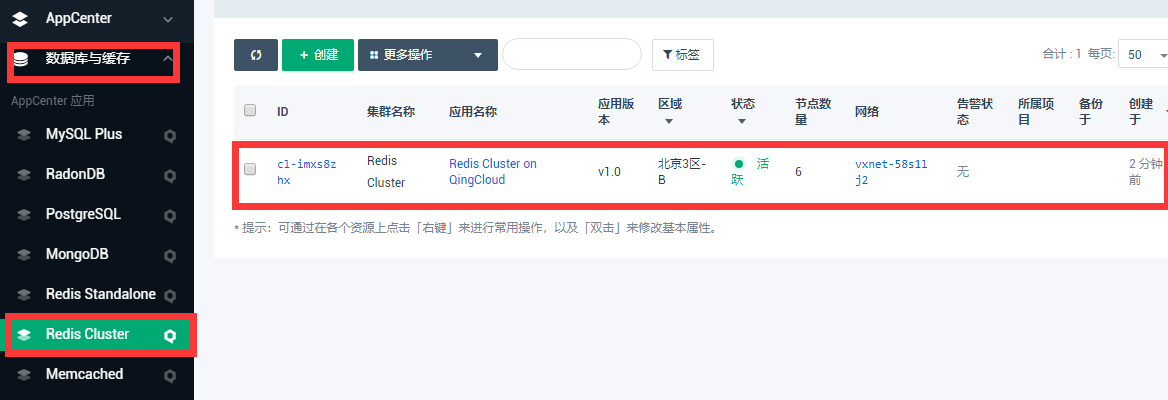 AppCenter
数据库与缓存
AppCenter 应用
MySQL Plus
RadonDB
PostgreSQL
MongoDB
Redis Standalone
Redis Cluster
Memcached
+ 创建
更多操作
标签
合计 : 1 每页: 50
ID
集群名称
应用名称
应用版
本
区域
状态
节点数
量
网络
告警状
态
所属项
目
备份
于
创建
于
cl-imxs8z
hx
Redis
Cluster
Redis Cluster on
QingCloud
v1.0
北京3区-
B
活
跃
6
vxnet-58s1l
j2
无
2 分钟
前
* 提示：可通过在各个资源上点击「右键」来进行常用操作，以及「双击」来修改基本属性。